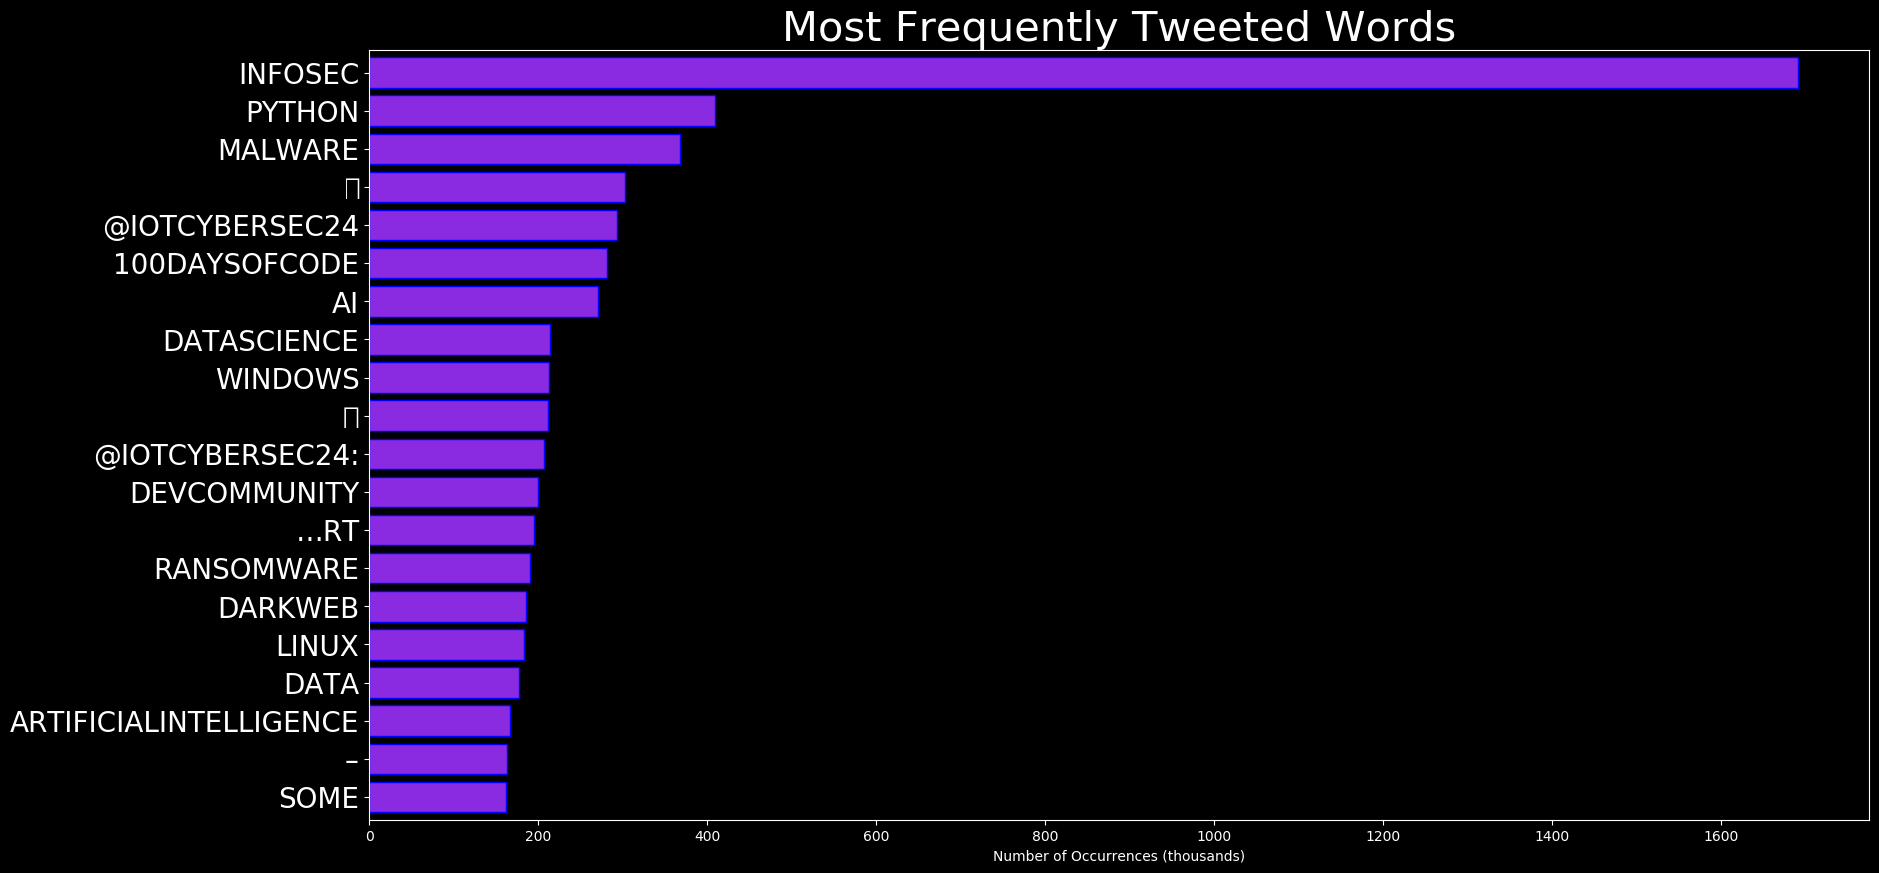 Most Frequently Tweeted Words
INFOSEC
PYTHON
MALWARE
@IOTCYBERSEC24
100DAYSOFCODE
AI
DATASCIENCE
WINDOWS
@IOTCYBERSEC24:
DEVCOMMUNITY
…RT
RANSOMWARE
DARKWEB
LINUX
DATA
ARTIFICIALINTELLIGENCE
–
SOME
0 200 400 600 800 1000 1200 1400 1600
Number of Occurrences (thousands)